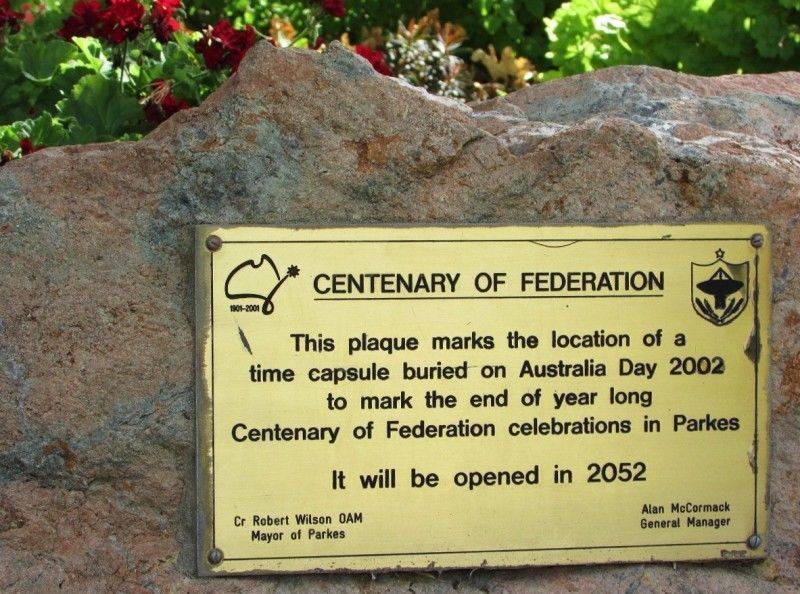 1901-2001
CENTENARY OF FEDERATION
This plaque marks the location of a
time capsule buried on Australia Day 2002
to mark the end of year long
Centenary of Federation celebrations in Parkes
It will be opened in 2052
Cr Robert Wilson OAM
Mayor of Parkes
Alan McCormack
General Manager